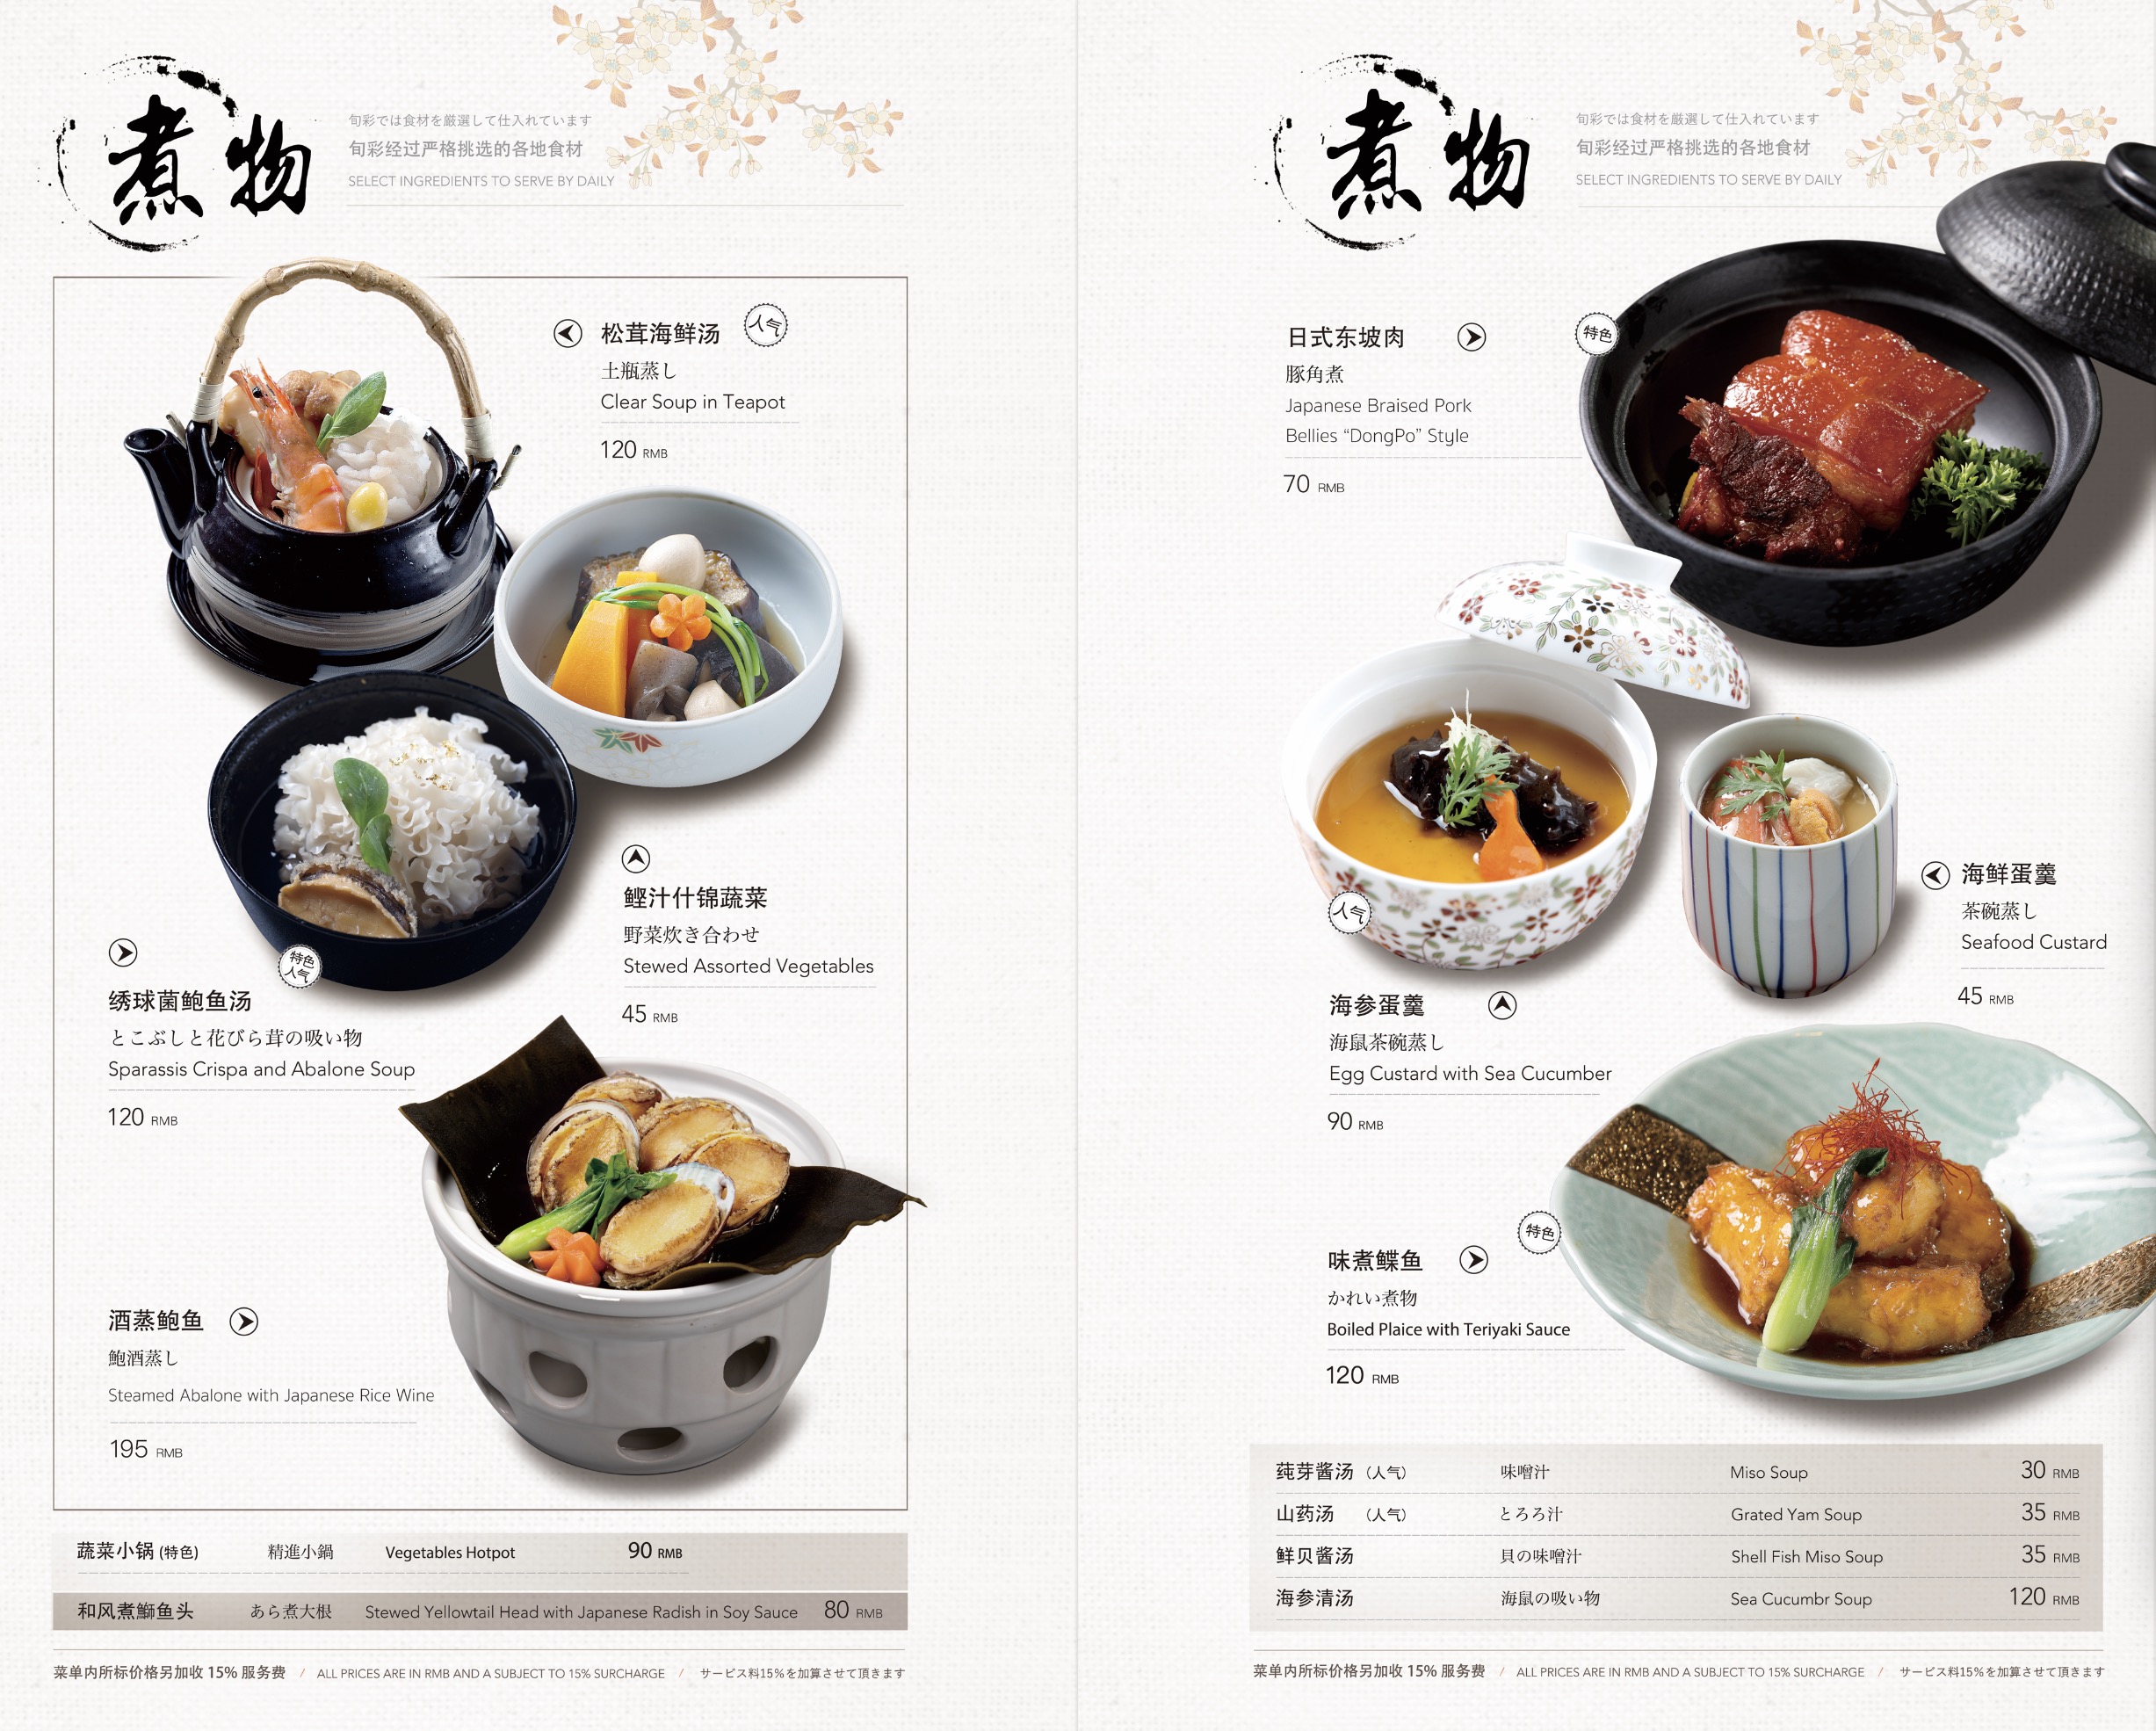 煮物
旬彩では食材を厳選して仕入れています
旬彩经过严格挑选的各地食材
SELECT INGREDIENTS TO SERVE BY DAILY
松茸海鲜汤
人气
土瓶蒸し
Clear Soup in Teapot
120 RMB
鲣汁什锦蔬菜
野菜炊き合わせ
Stewed Assorted Vegetables
45 RMB
特色
人气
绣球菌鲍鱼汤
とこぶしと花びら茸の吸い物
Sparassis Crispa and Abalone Soup
120 RMB
酒蒸鲍鱼
鮑酒蒸し
Steamed Abalone with Japanese Rice Wine
195 RMB
蔬菜小锅 (特色) 精進小鍋 Vegetables Hotpot 90 RMB
和风煮鰤鱼头 あら煮大根 Stewed Yellowtail Head with Japanese Radish in Soy Sauce 80 RMB
菜单内所标价格另加收 15% 服务费 / ALL PRICES ARE IN RMB AND A SUBJECT TO 15% SURCHARGE / サービス料15%を加算させて頂きます
煮物
旬彩では食材を厳選して仕入れています
旬彩经过严格挑选的各地食材
SELECT INGREDIENTS TO SERVE BY DAILY
日式东坡肉
特色
豚角煮
Japanese Braised Pork
Bellies “DongPo” Style
70 RMB
海鲜蛋羹
茶碗蒸し
Seafood Custard
45 RMB
人气
海参蛋羹
海鼠茶碗蒸し
Egg Custard with Sea Cucumber
90 RMB
特色
味煮鲽鱼
かれい煮物
Boiled Plaice with Teriyaki Sauce
120 RMB
莼芽酱汤 （人气） 味噌汁 Miso Soup 30 RMB
山药汤 （人气） とろろ汁 Grated Yam Soup 35 RMB
鲜贝酱汤 貝の味噌汁 Shell Fish Miso Soup 35 RMB
海参清汤 海鼠の吸い物 Sea Cucumbr Soup 120 RMB
菜单内所标价格另加收 15% 服务费 / ALL PRICES ARE IN RMB AND A SUBJECT TO 15% SURCHARGE / サービス料15%を加算させて頂きます